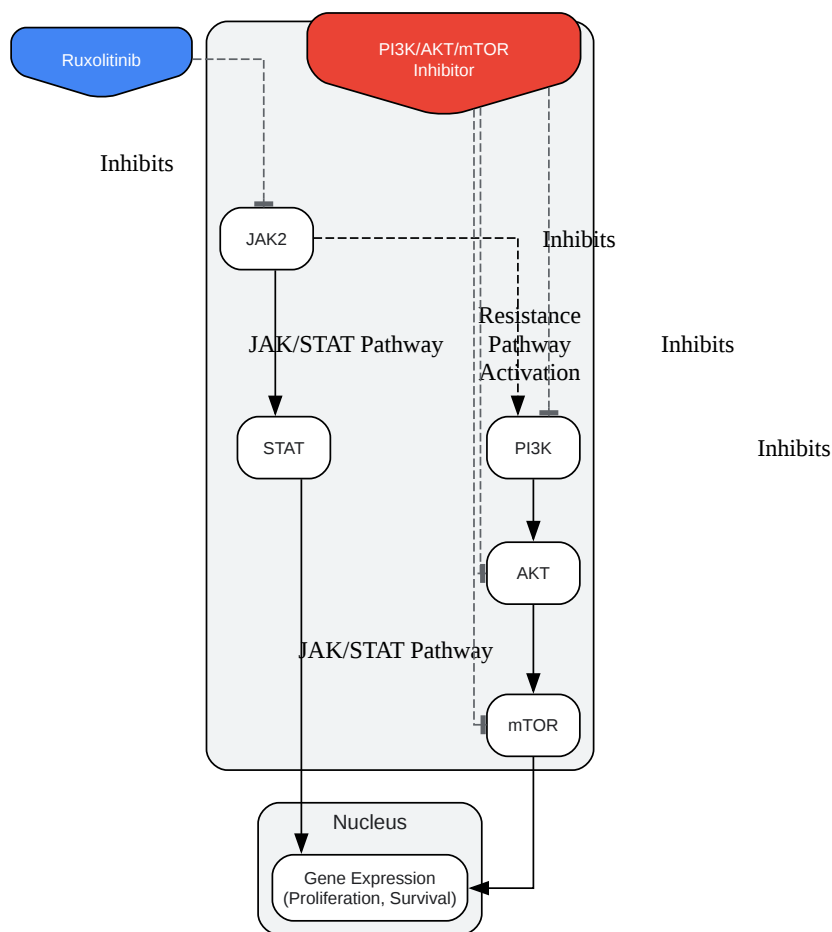 Ruxolitinib
PI3K/AKT/mTOR
Inhibitor
Inhibits
JAK2
Inhibits
Resistance
Pathway
Activation
JAK/STAT Pathway
Inhibits
STAT
PI3K
Inhibits
AKT
JAK/STAT Pathway
mTOR
Nucleus
Gene Expression
(Proliferation, Survival)